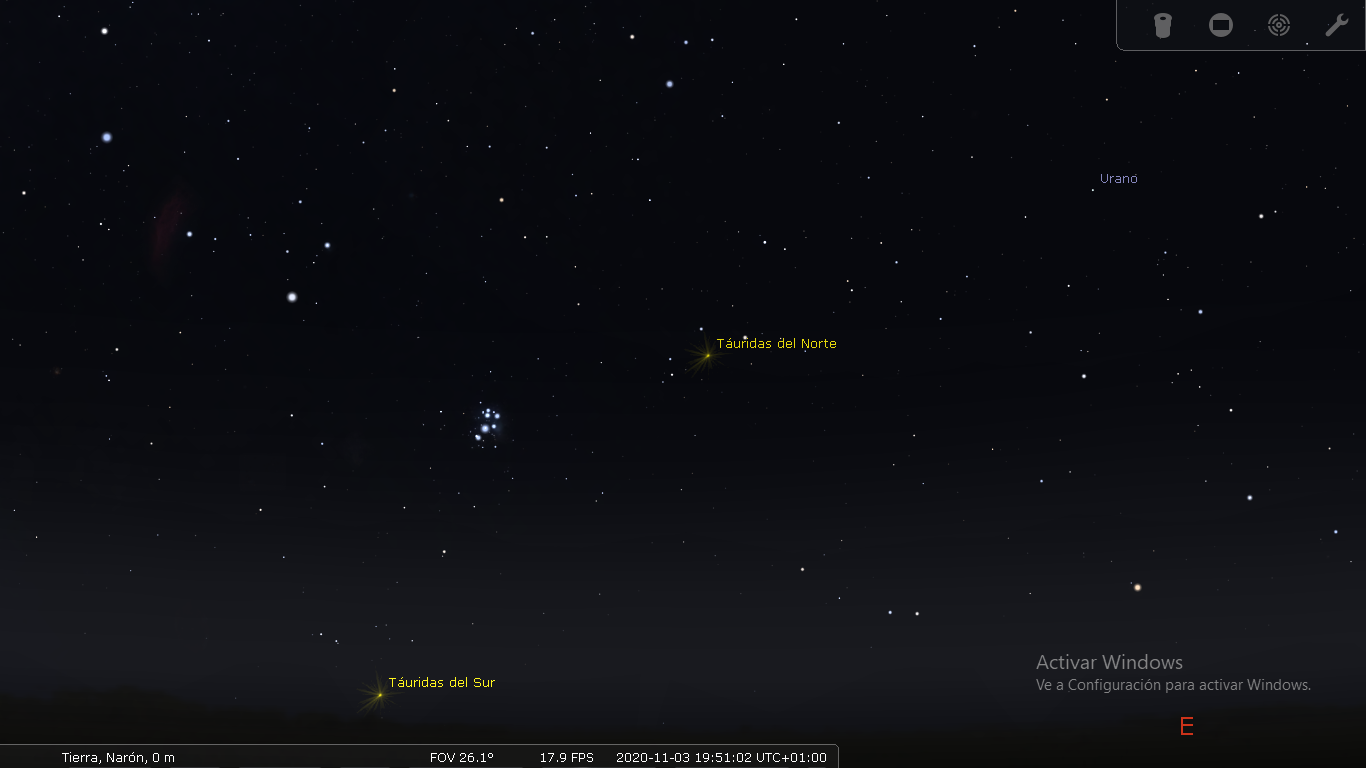 Urano
Táuridas del Norte
Activar Windows
Ve a Configuración para activar Windows.
Táuridas del Sur
E
Tierra, Narón, 0 m FOV 26.1º 17.9 FPS 2020-11-03 19:51:02 UTC+01:00